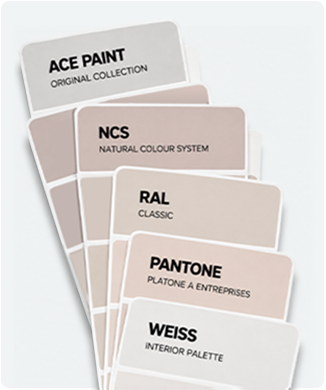 ACE PAINT
ORIGINAL COLLECTION
NCS
NATURAL COLOUR SYSTEM
RAL
CLASSIC
PANTONE
PLATONE A ENTREPRISES
WEISS
INTERIOR PALETTE